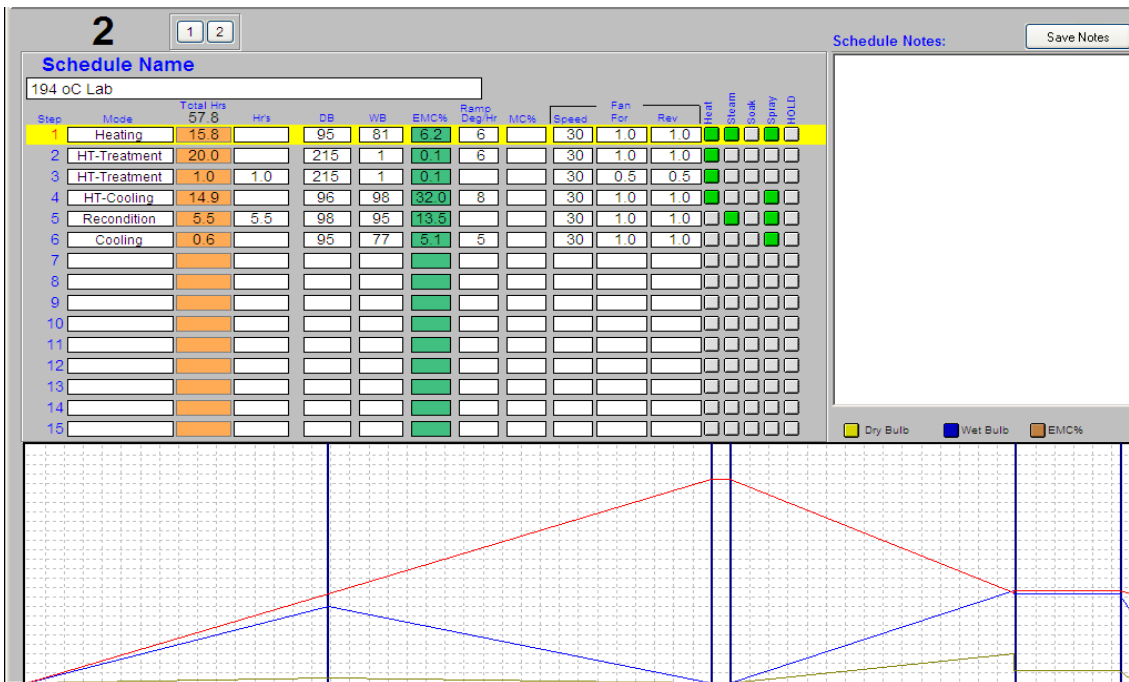 2
1 2
Schedule Notes:
Save Notes
Schedule Name
194 oC Lab
Total Hrs Ramp Fan
Step Mode 57.8 Hr's DB WB EMC% Deg/Hr MC% Speed For Rev Heat Steam Soak Spray HOLD
1 Heating 15.8 95 81 6.2 6 30 1.0 1.0
2 HT-Treatment 20.0 215 1 0.1 6 30 1.0 1.0
3 HT-Treatment 1.0 1.0 215 1 0.1 30 0.5 0.5
4 HT-Cooling 14.9 96 98 32.0 8 30 1.0 1.0
5 Recondition 5.5 5.5 98 95 13.5 30 1.0 1.0
6 Cooling 0.6 95 77 5.1 5 30 1.0 1.0
7
8
9
10
11
12
13
14
15
Dry Bulb Wet Bulb EMC%